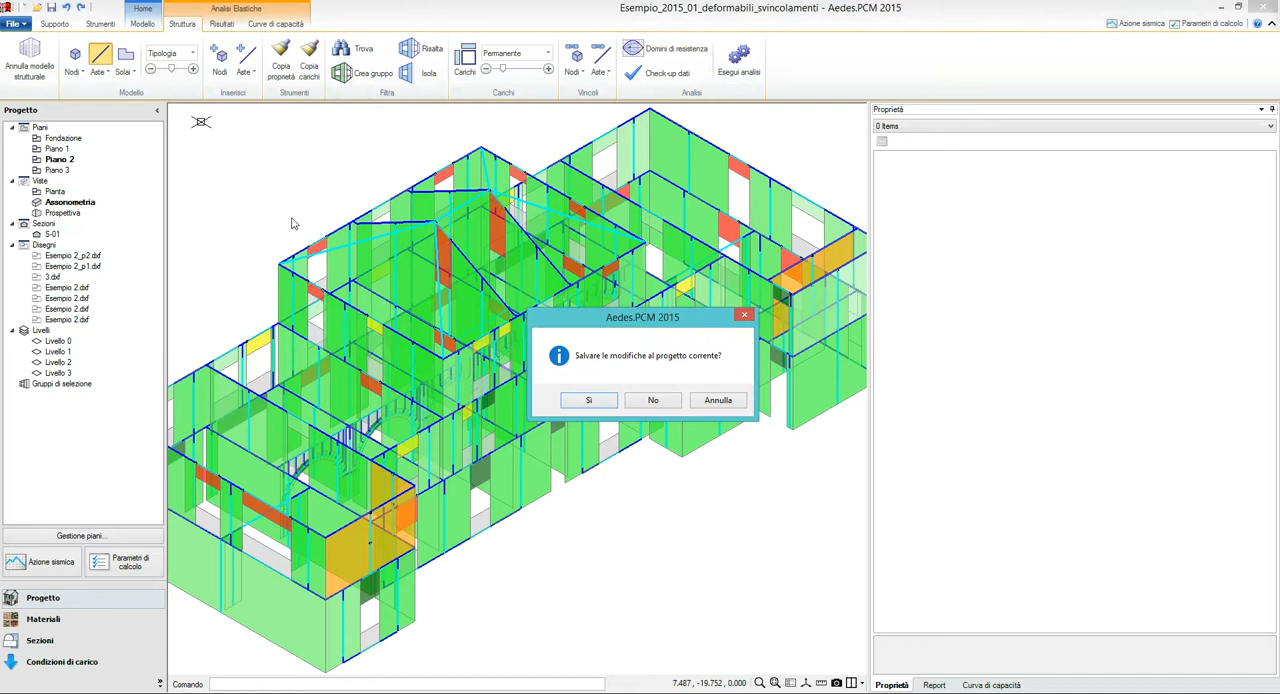 Home
Analisi Elastiche
Esempio_2015_01_deformabili_svincolamenti - Aedes.PCM 2015
File
Supporto
Strumenti
Modello
Struttura
Risultati
Curva di capacità
Azione sismica
Parametri di calcolo
Annulla modello
strutturale
Nodi
Aste
Solai
Tipologia
Modello
Nodi
Aste
Inserisci
Copia
proprietà
Copia
carichi
Strumenti
Trova
Crea gruppo
Risalta
Isola
Filtra
Carichi
Permanente
Carichi
Nodi
Aste
Vincoli
Domini di resistenza
Check-up dati
Esegui analisi
Analisi
Progetto
Piani
Fondazione
Piano 1
Piano 2
Piano 3
Viste
Pianta
Assonometria
Prospettiva
Sezioni
S-01
Disegni
Esempio 2_p2.dxf
Esempio 2_p1.dxf
3.dxf
Esempio 2.dxf
Esempio 2.dxf
Esempio 2.dxf
Esempio 2.dxf
Livelli
Livello 0
Livello 1
Livello 2
Livello 3
Gruppi di selezione
Gestione piani...
Azione sismica
Parametri di
calcolo
Progetto
Materiali
Sezioni
Condizioni di carico
Aedes.PCM 2015
Salvare le modifiche al progetto corrente?
Sì
No
Annulla
Comando
7.487, -19.752, 0.000
Proprietà
0 Items
Proprietà
Report
Curva di capacità